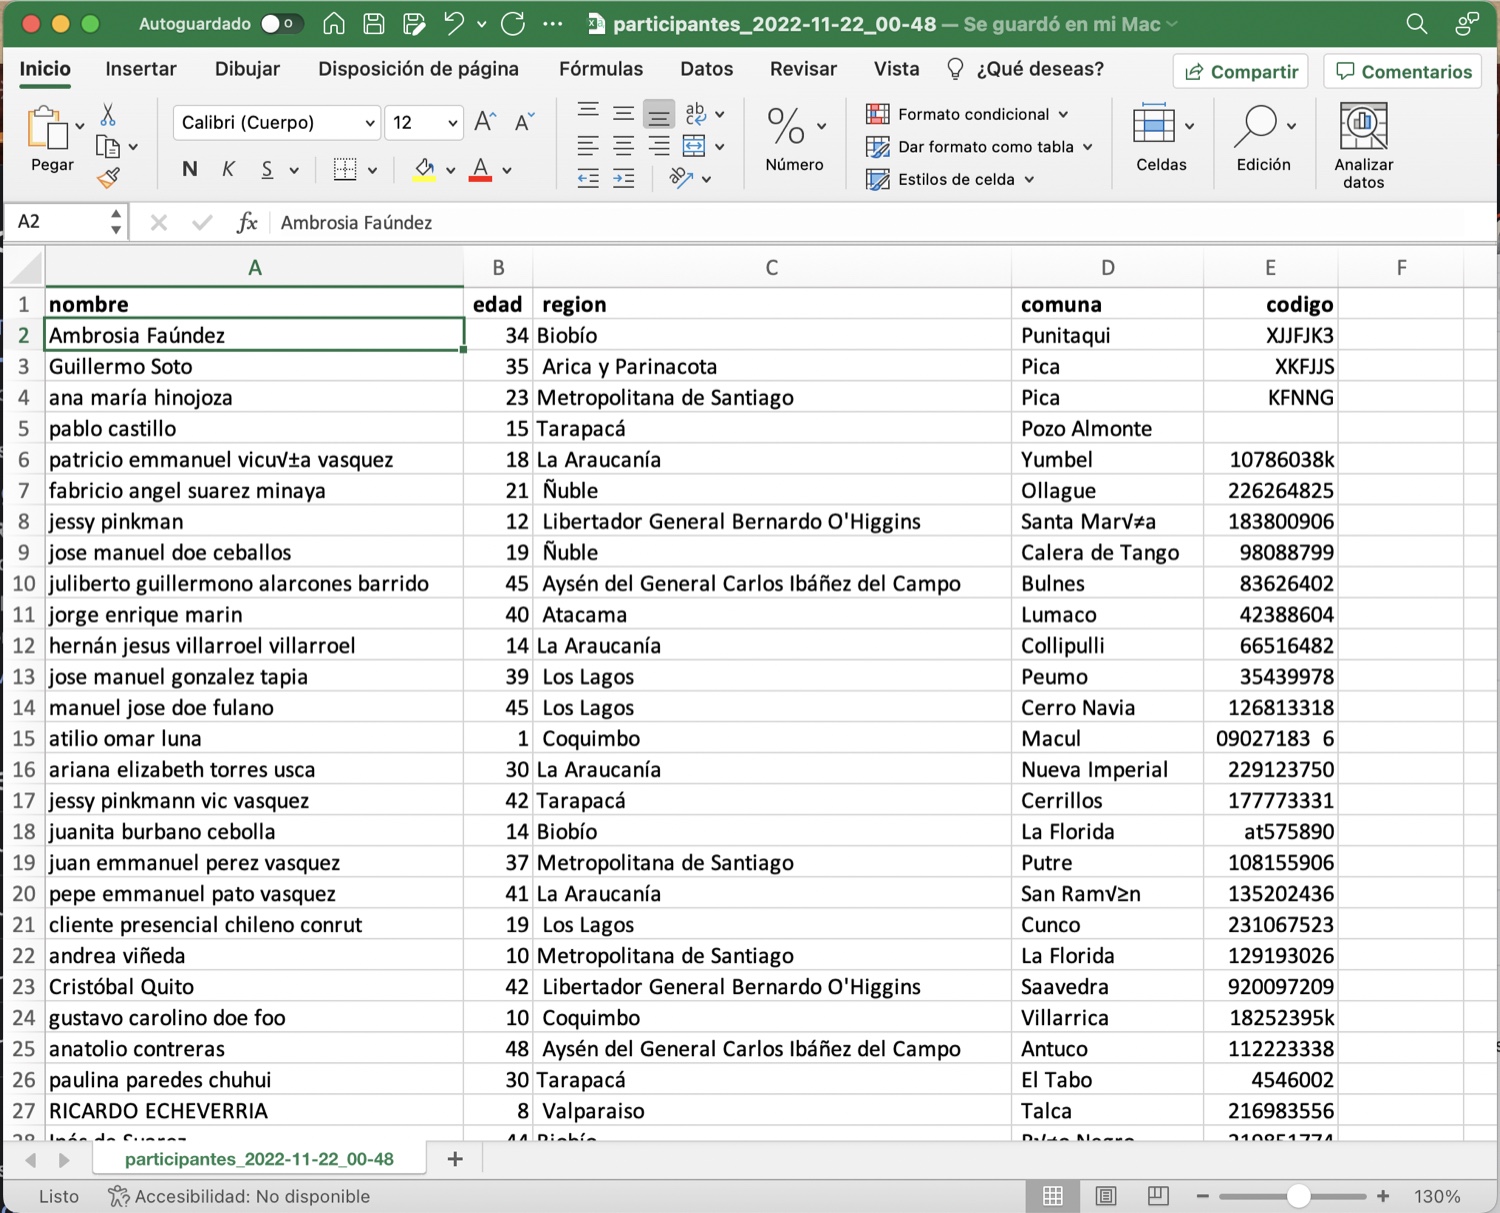 Autoguardado
participantes_2022-11-22_00-48 — Se guardó en mi Mac
Inicio Insertar Dibujar Disposición de página Fórmulas Datos Revisar Vista ¿Qué deseas? Compartir Comentarios
Pegar Calibri (Cuerpo) 12 N K S Número Formato condicional Dar formato como tabla Estilos de celda Celdas Edición Analizar datos
A2 fx Ambrosia Faúndez
A B C D E F
1 nombre edad region comuna codigo
2 Ambrosia Faúndez 34 Biobío Punitaqui XJJFJK3
3 Guillermo Soto 35 Arica y Parinacota Pica XKFJJS
4 ana maría hinojoza 23 Metropolitana de Santiago Pica KFNNG
5 pablo castillo 15 Tarapacá Pozo Almonte
6 patricio emmanuel vicu√±a vasquez 18 La Araucanía Yumbel 10786038k
7 fabricio angel suarez minaya 21 Ñuble Ollague 226264825
8 jessy pinkman 12 Libertador General Bernardo O'Higgins Santa Mar√≠a 183800906
9 jose manuel doe ceballos 19 Ñuble Calera de Tango 98088799
10 juliberto guillermono alarcones barrido 45 Aysén del General Carlos Ibáñez del Campo Bulnes 83626402
11 jorge enrique marin 40 Atacama Lumaco 42388604
12 hernán jesus villarroel villarroel 14 La Araucanía Collipulli 66516482
13 jose manuel gonzalez tapia 39 Los Lagos Peumo 35439978
14 manuel jose doe fulano 45 Los Lagos Cerro Navia 126813318
15 atilio omar luna 1 Coquimbo Macul 09027183 6
16 ariana elizabeth torres usca 30 La Araucanía Nueva Imperial 229123750
17 jessy pinkmann vic vasquez 42 Tarapacá Cerrillos 177773331
18 juanita burbano cebolla 14 Biobío La Florida at575890
19 juan emmanuel perez vasquez 37 Metropolitana de Santiago Putre 108155906
20 pepe emmanuel pato vasquez 41 La Araucanía San Ram√≥n 135202436
21 cliente presencial chileno conrut 19 Los Lagos Cunco 231067523
22 andrea viñeda 10 Metropolitana de Santiago La Florida 129193026
23 Cristóbal Quito 42 Libertador General Bernardo O'Higgins Saavedra 920097209
24 gustavo carolino doe foo 10 Coquimbo Villarrica 18252395k
25 anatolio contreras 48 Aysén del General Carlos Ibáñez del Campo Antuco 112223338
26 paulina paredes chuhui 30 Tarapacá El Tabo 4546002
27 RICARDO ECHEVERRIA 8 Valparaiso Talca 216983556
28 Inés de Suarez 44 Biobío
participantes_2022-11-22_00-48 +
Listo Accesibilidad: No disponible 130%